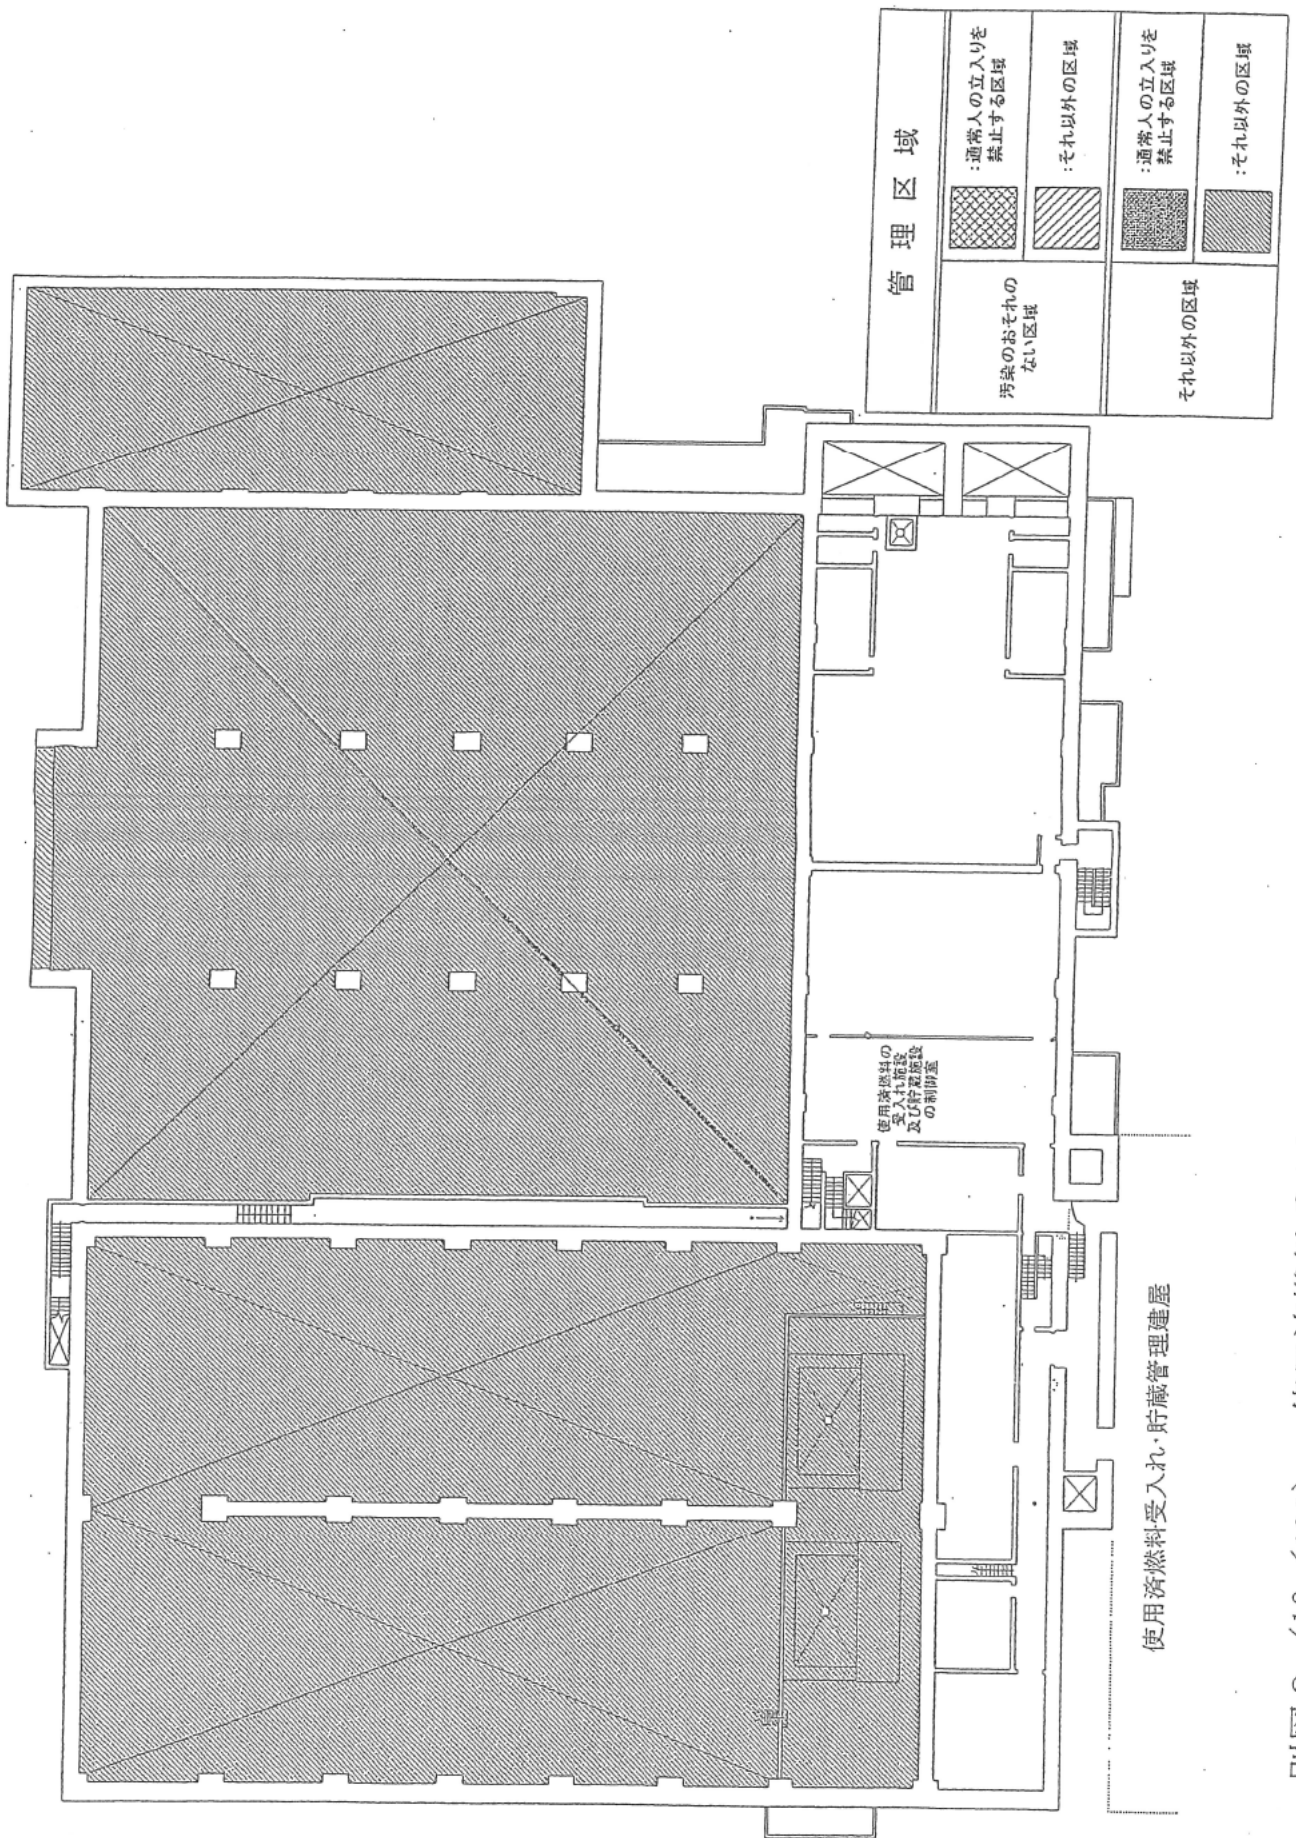 管理区域
汚染のおそれの
ない区域
:通常人の立入りを
禁止する区域
:それ以外の区域
それ以外の区域
:通常人の立入りを
禁止する区域
:それ以外の区域
使用済燃料の
受入れ施設
及び貯蔵施設
の制御室
使用済燃料受入れ・貯蔵管理建屋